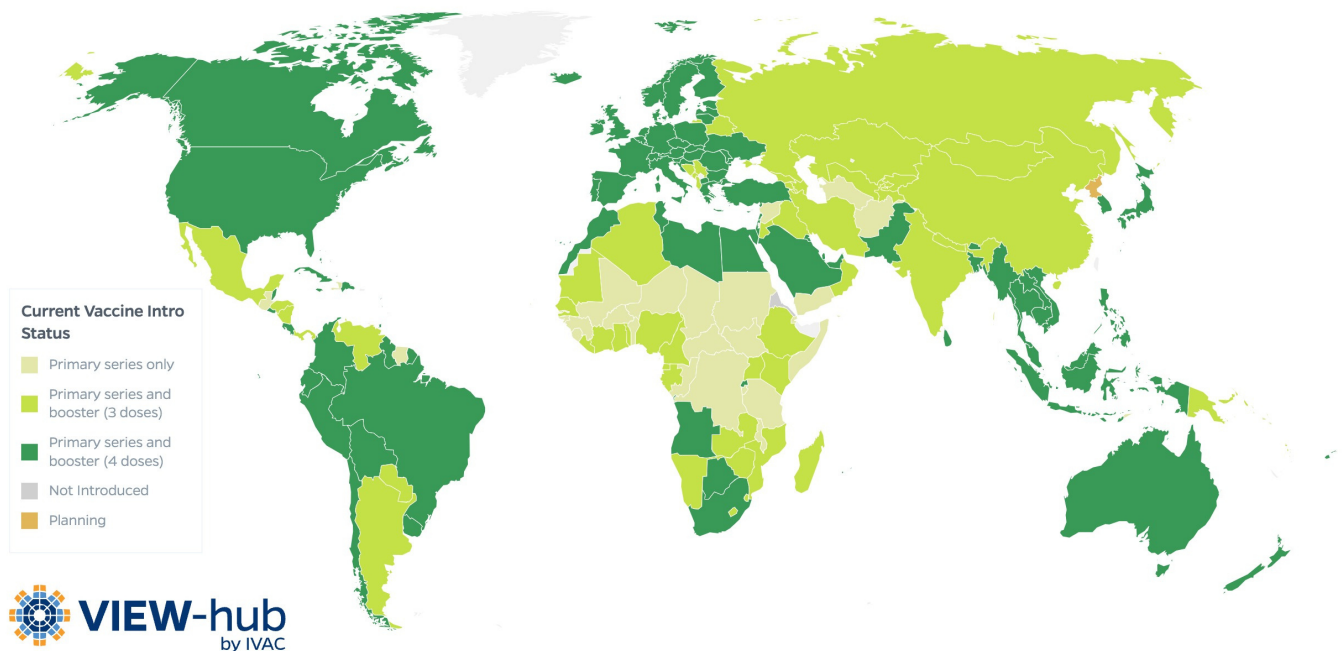 Current Vaccine Intro
Status
Primary series only
Primary series and
booster (3 doses)
Primary series and
booster (4 doses)
Not Introduced
Planning
VIEW-hub
by IVAC